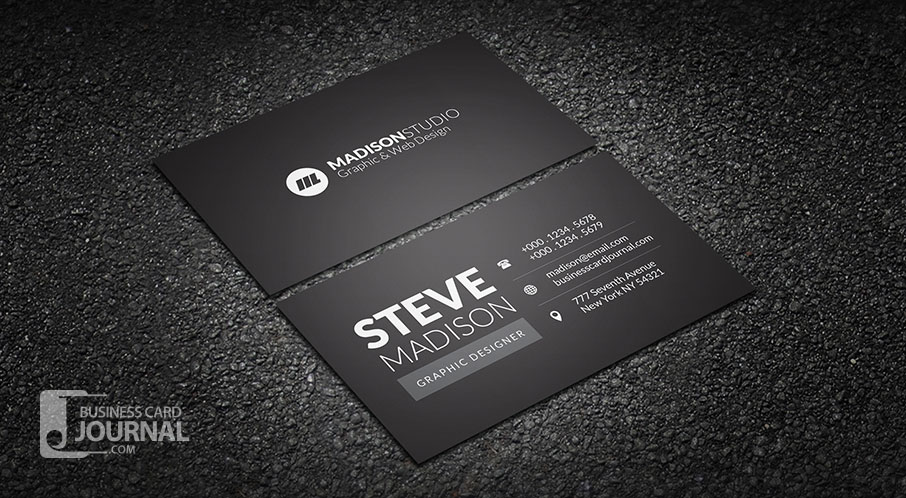 MADISONSTUDIO
Graphic & Web Design
STEVE
MADISON
GRAPHIC DESIGNER
+000 . 1234 . 5678
+000 . 1234 . 5679
madison@email.com
businesscardjournal.com
777 Seventh Avenue
New York NY 54321
BUSINESS CARD
JOURNAL
.COM